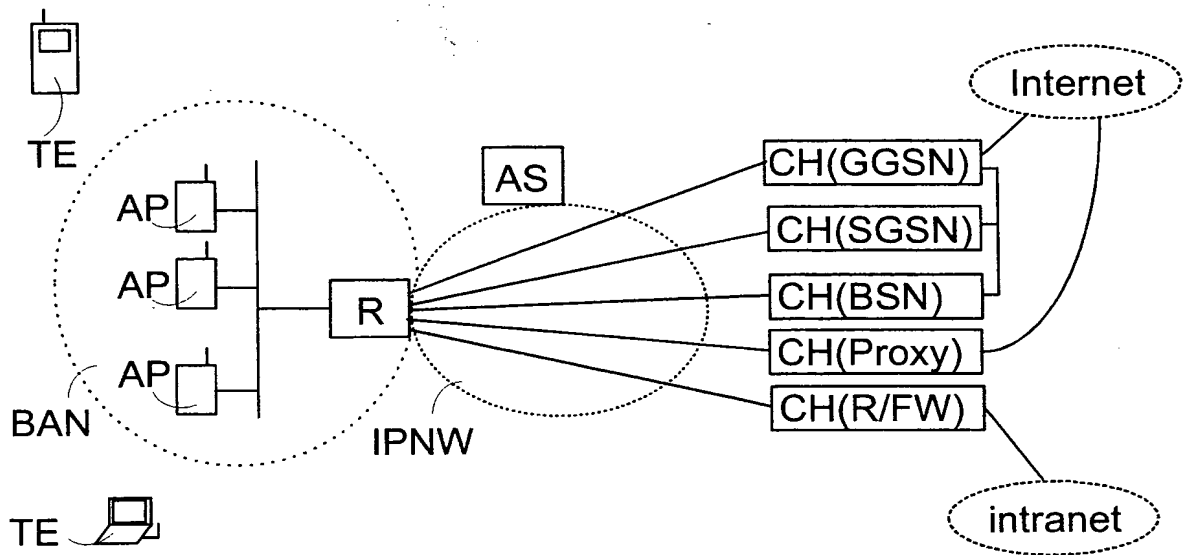 TE
AP
AP
AP
BAN
TE
R
AS
IPNW
CH(GGSN)
CH(SGSN)
CH(BSN)
CH(Proxy)
CH(R/FW)
Internet
intranet